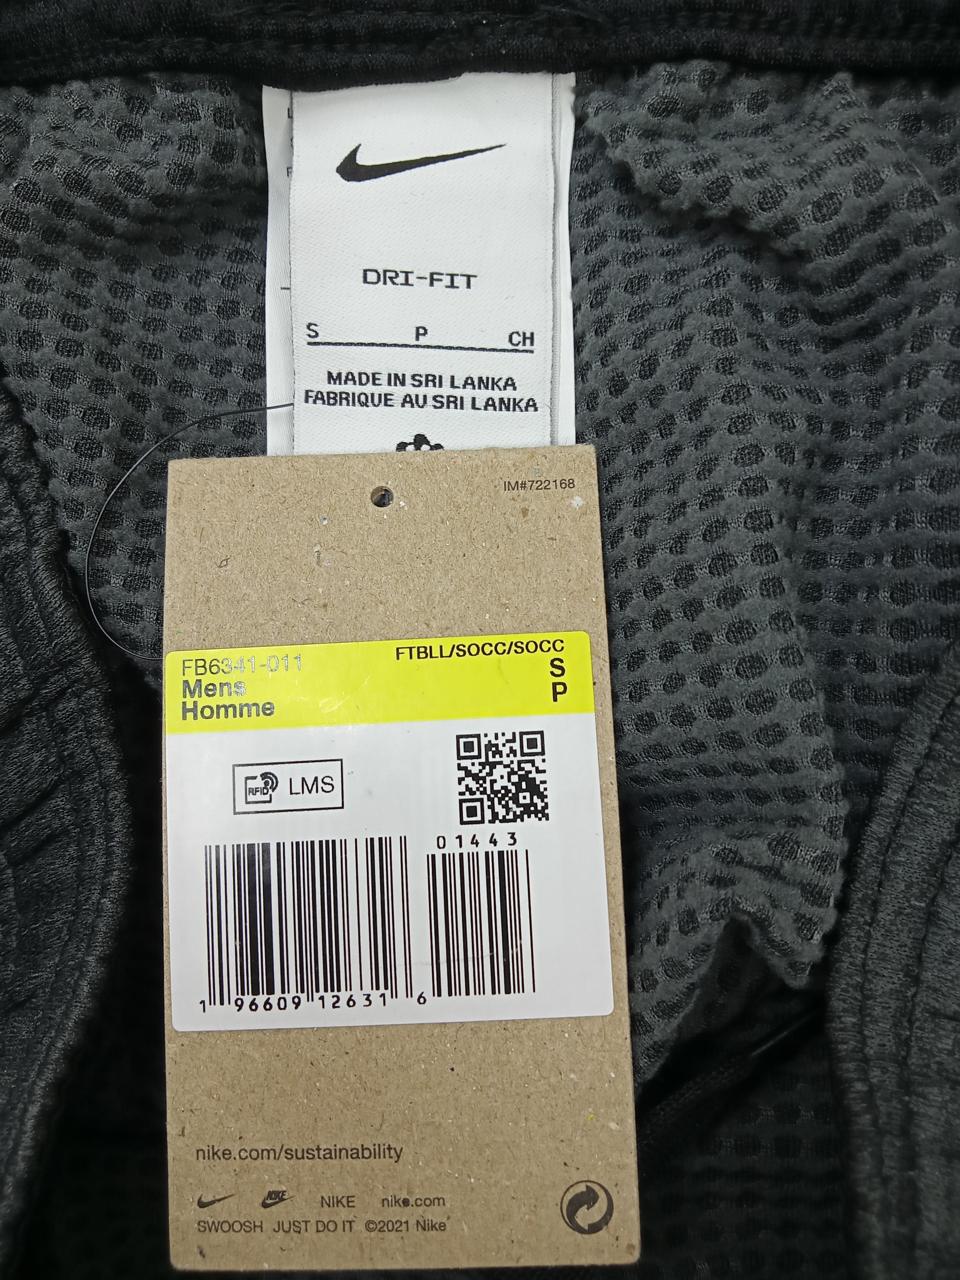 DRI-FIT
S P CH
MADE IN SRI LANKA
FABRIQUE AU SRI LANKA
IM#722168
FTBLL/SOCC/SOCC
FB6341-011 S
Mens P
Homme
RFID LMS
01443
1 96609 12631 6
nike.com/sustainability
NIKE NIKE nike.com
SWOOSH JUST DO IT ©2021 Nike